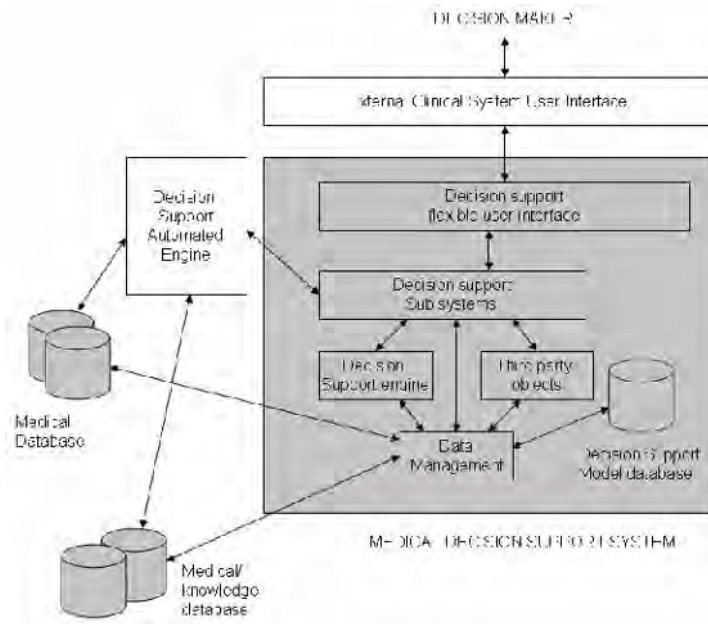 DECISION MAKER
External Clinical System User Interface
Decision support
flexible user interface
Decision
Support
Automated
Engine
Decision support
Sub systems
Decision
Support engine
Third party
objects
Medical
Database
Data
Management
Decision Support
Model database
MEDICAL DECISION SUPPORT SYSTEM
Medical/
knowledge
database